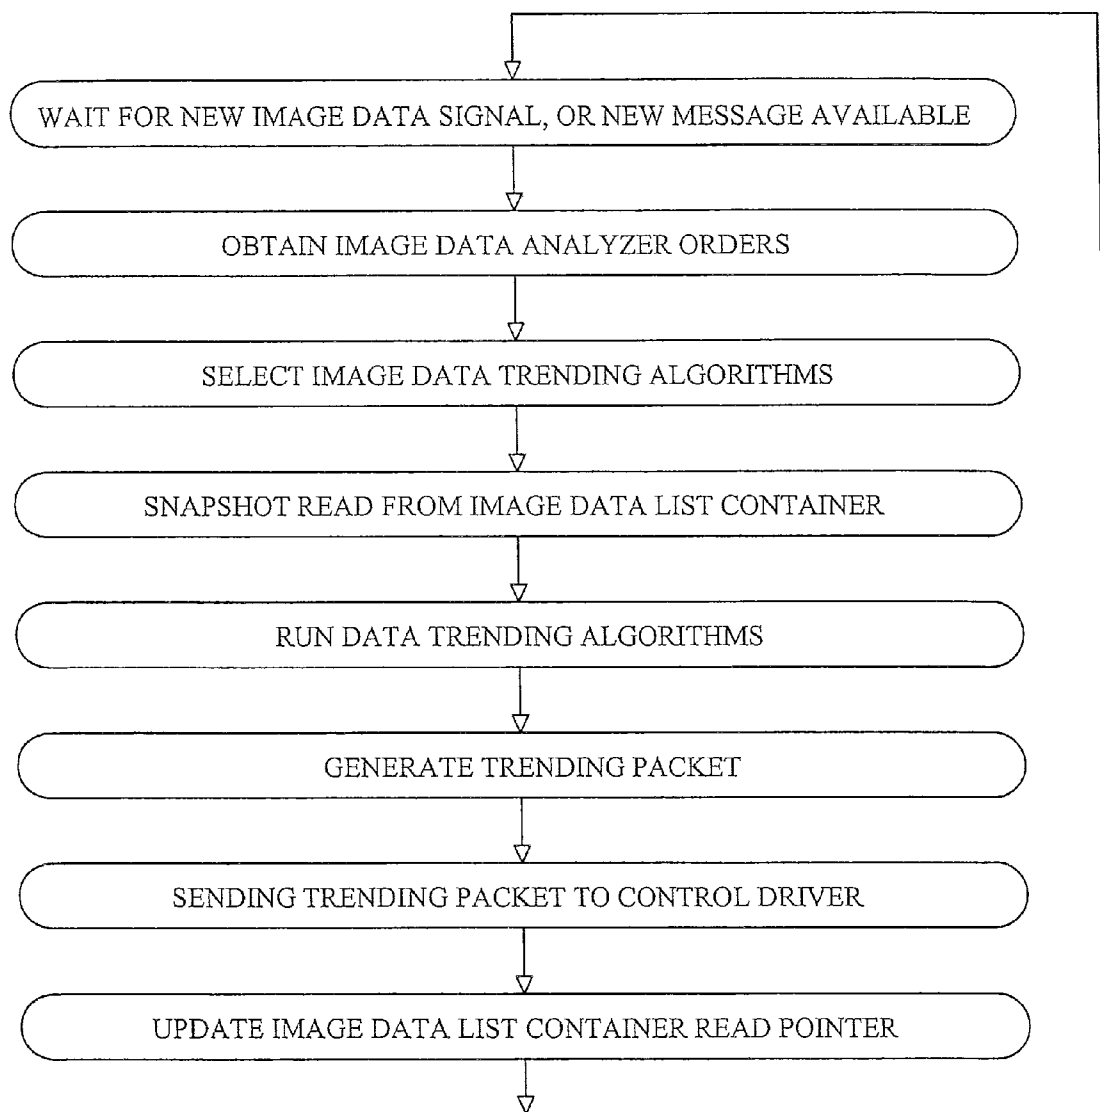 WAIT FOR NEW IMAGE DATA SIGNAL, OR NEW MESSAGE AVAILABLE
OBTAIN IMAGE DATA ANALYZER ORDERS
SELECT IMAGE DATA TRENDING ALGORITHMS
SNAPSHOT READ FROM IMAGE DATA LIST CONTAINER
RUN DATA TRENDING ALGORITHMS
GENERATE TRENDING PACKET
SENDING TRENDING PACKET TO CONTROL DRIVER
UPDATE IMAGE DATA LIST CONTAINER READ POINTER